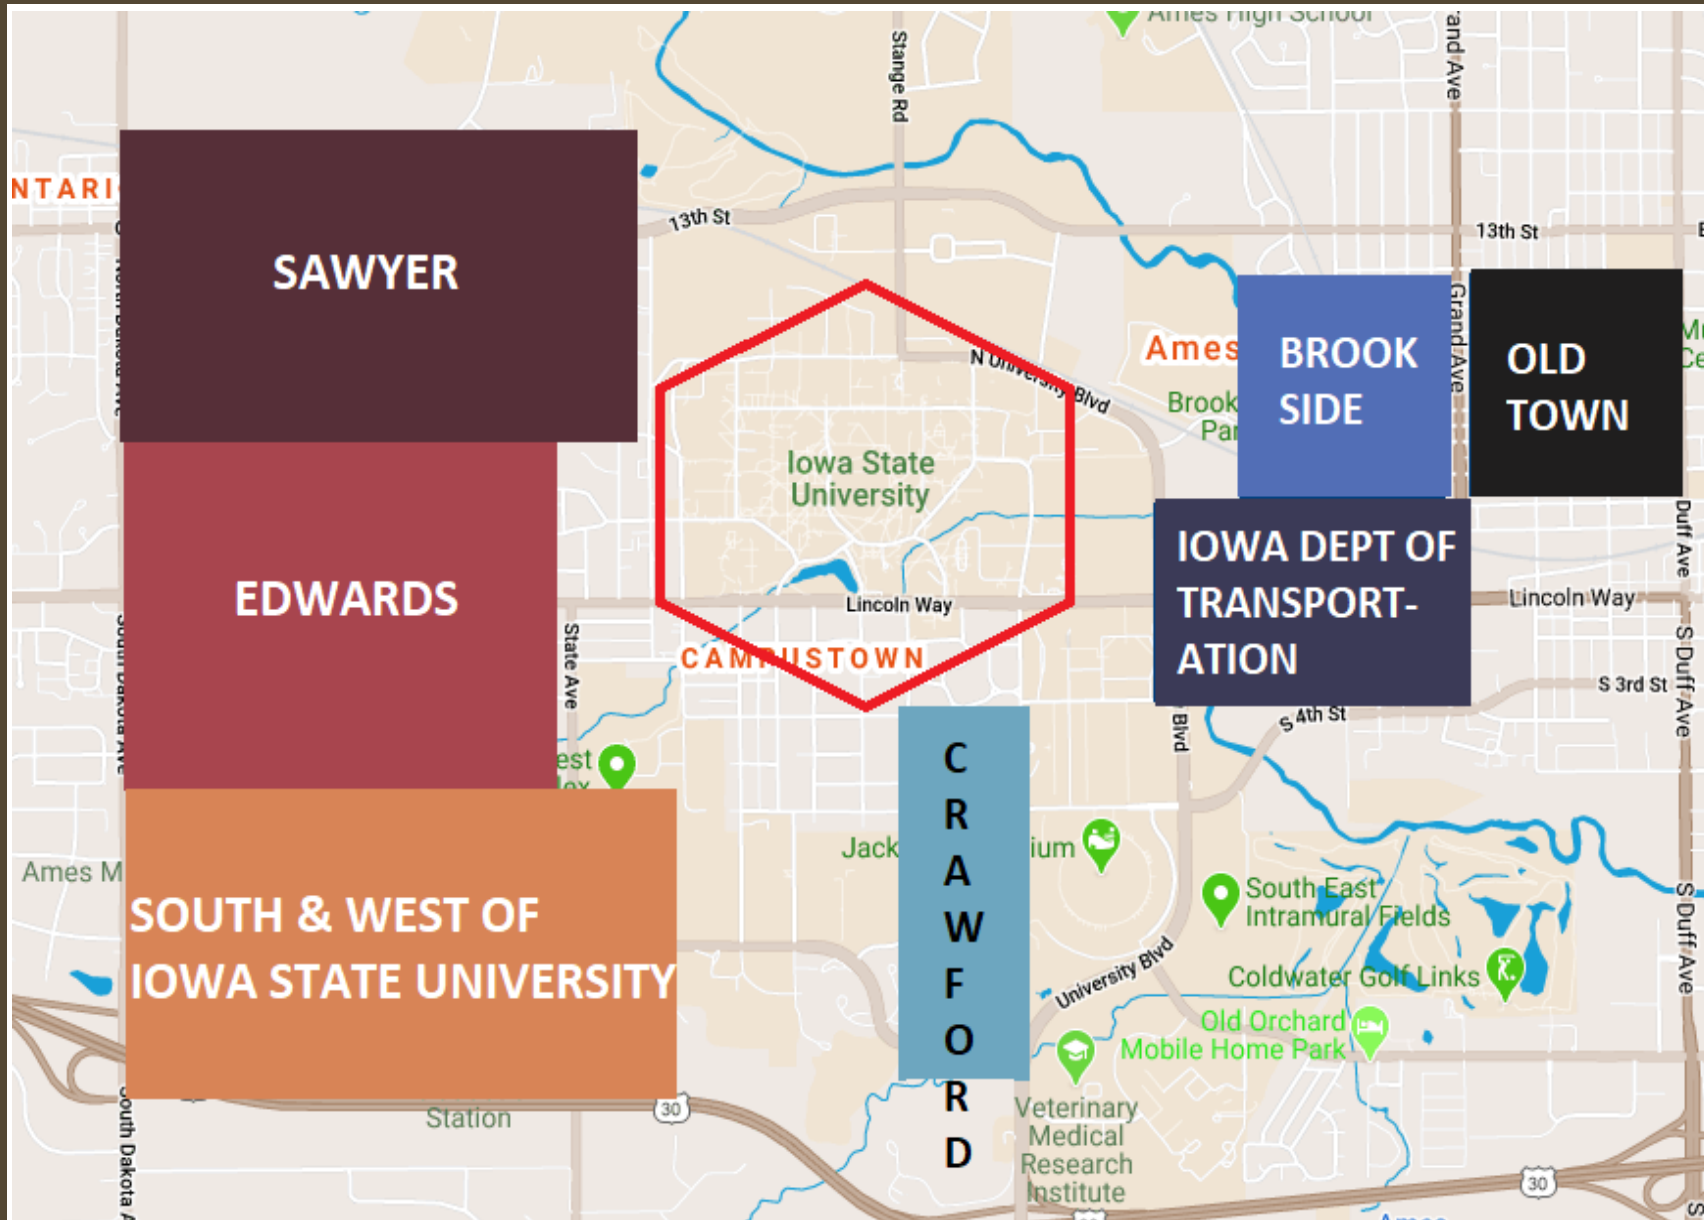 Ames High School
Stange Rd
rand Ave
NTARI
13th St
13th St
SAWYER
Grand Ave
N University Blvd
Ames
BROOK
SIDE
OLD
TOWN
Brook
Par
Iowa State
University
EDWARDS
Lincoln Way
IOWA DEPT OF
TRANSPORT-
ATION
Lincoln Way
Duff Ave
CAMPUSTOWN
State Ave
S Duff Ave
S 3rd St
S 4th St
Blvd
est
lex
CRAWFORD
Jack
ium
Ames M
SOUTH & WEST OF
IOWA STATE UNIVERSITY
South East
Intramural Fields
S Duff Ave
University Blvd
Coldwater Golf Links
Old Orchard
Mobile Home Park
Station
30
Veterinary
Medical
Research
Institute
South Dakota A
30